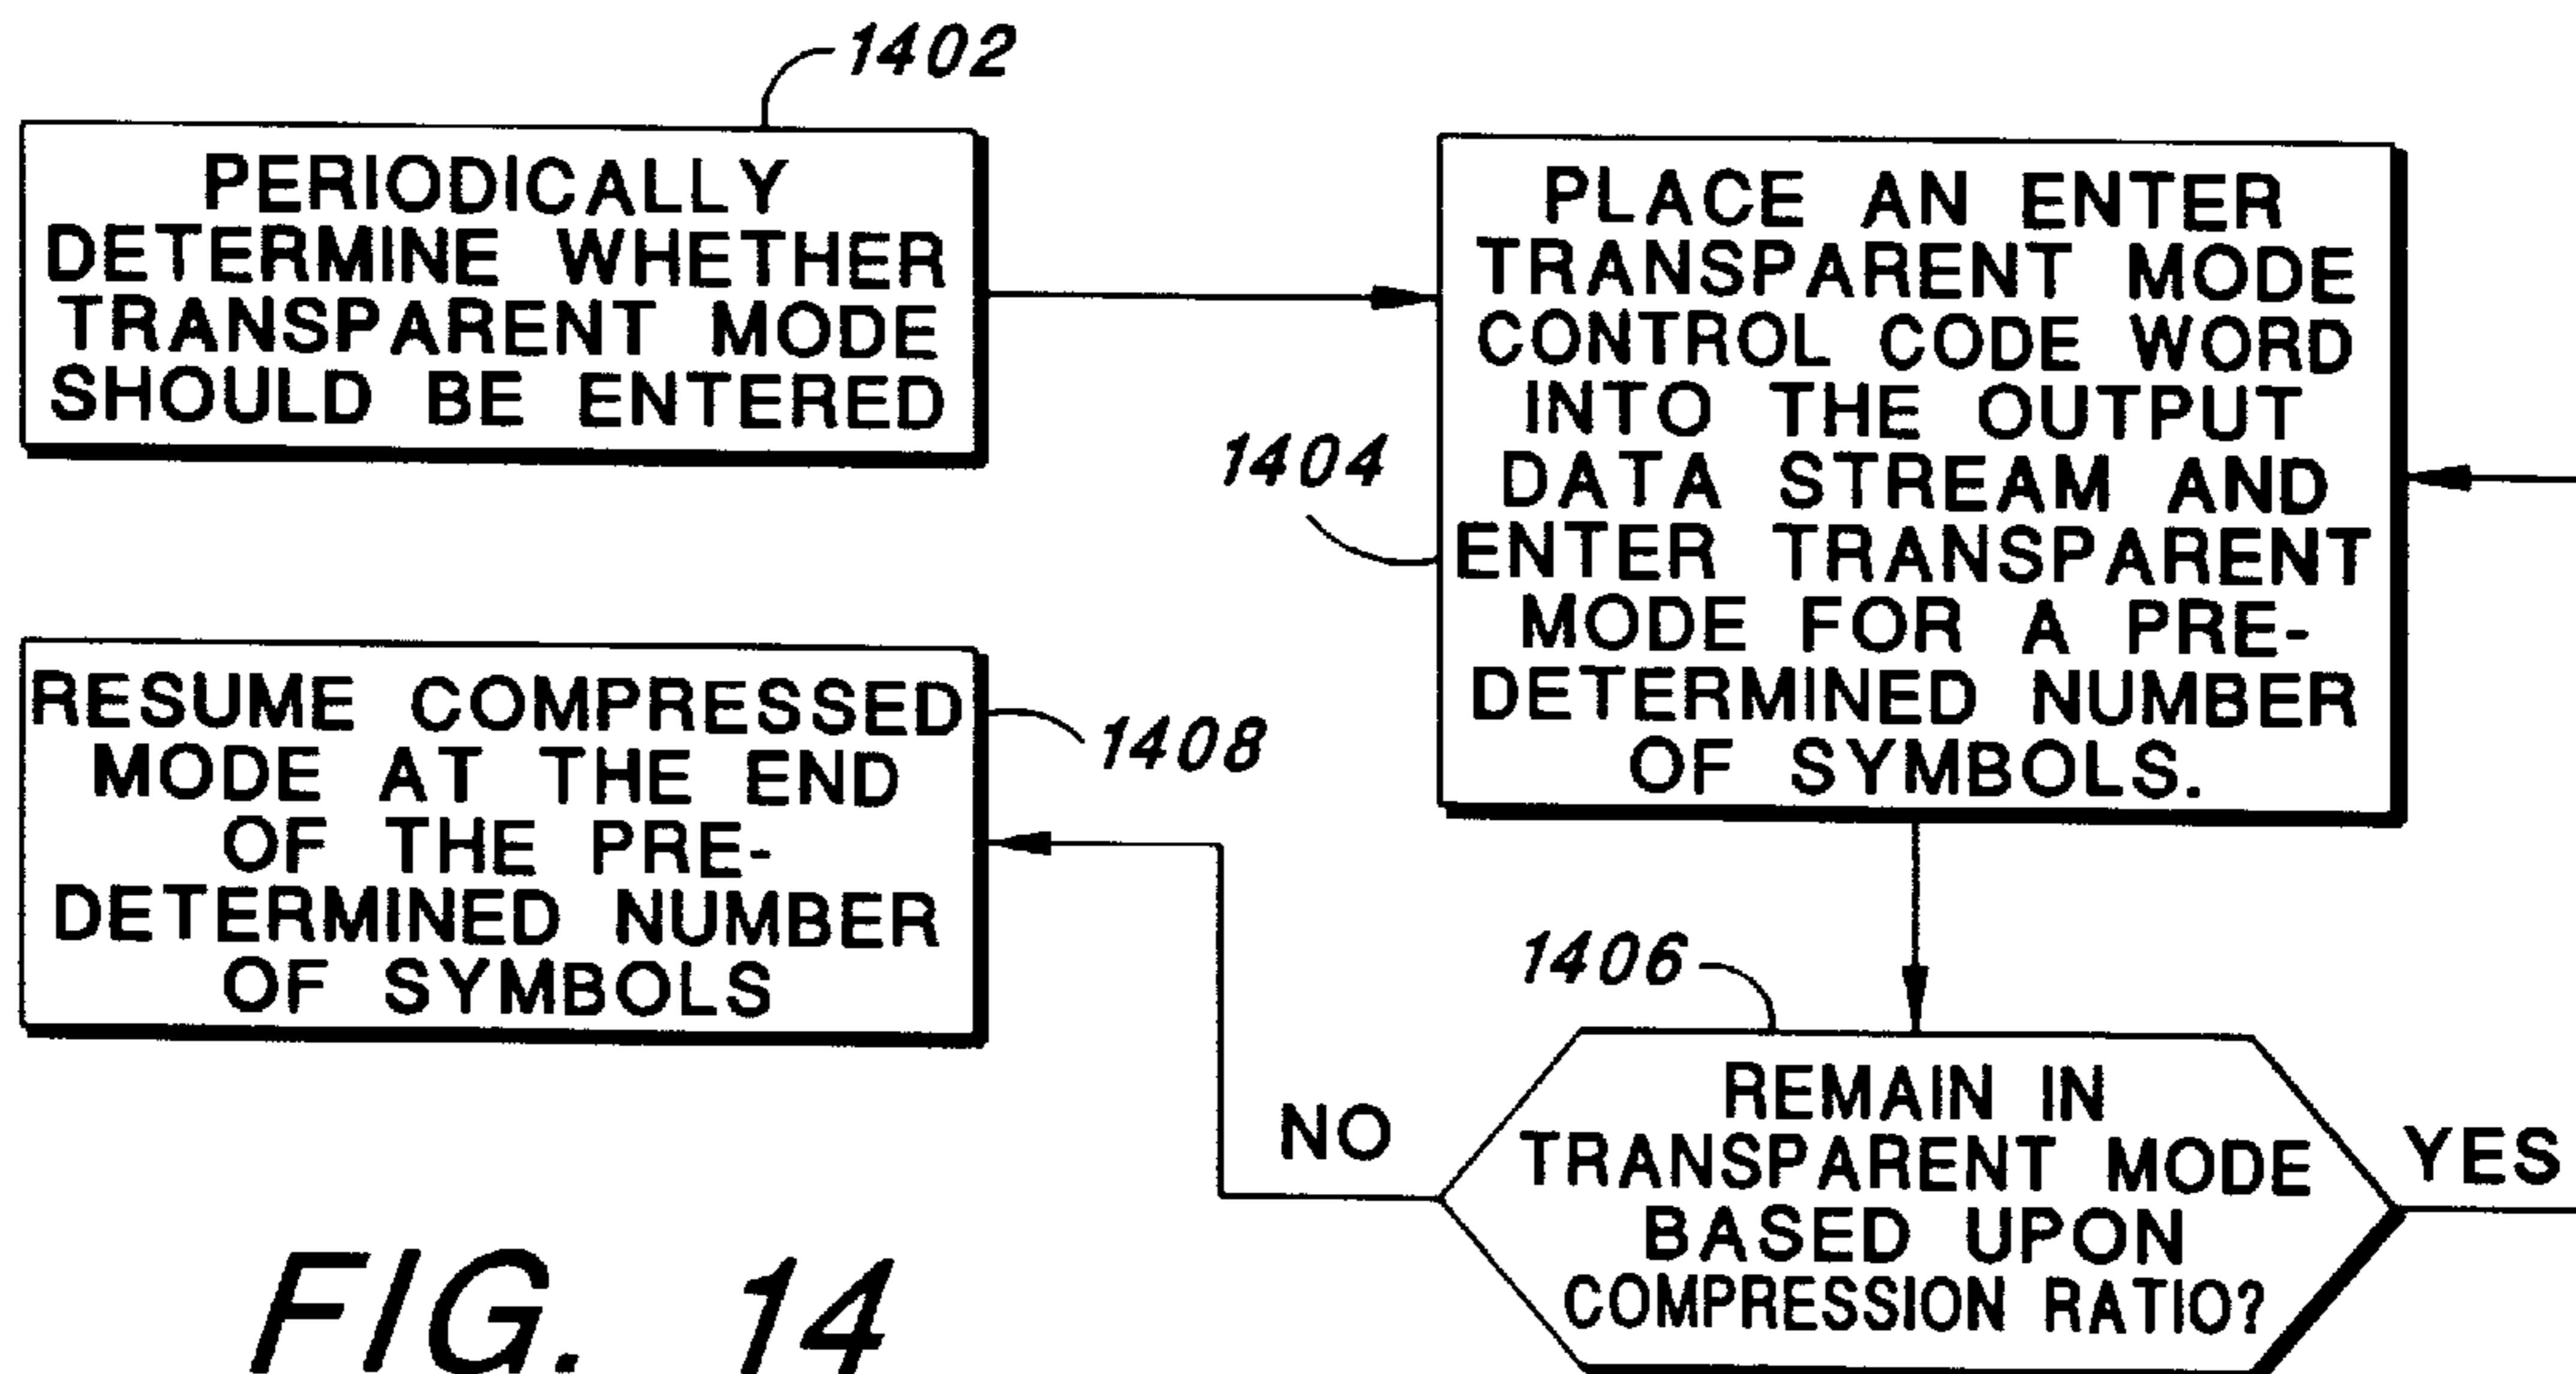 1402
PERIODICALLY
DETERMINE WHETHER
TRANSPARENT MODE
SHOULD BE ENTERED
PLACE AN ENTER
TRANSPARENT MODE
CONTROL CODE WORD
INTO THE OUTPUT
DATA STREAM AND
ENTER TRANSPARENT
MODE FOR A PRE-
DETERMINED NUMBER
OF SYMBOLS.
1404
RESUME COMPRESSED
MODE AT THE END
OF THE PRE-
DETERMINED NUMBER
OF SYMBOLS
1408
1406
REMAIN IN
TRANSPARENT MODE
BASED UPON
COMPRESSION RATIO?
NO
YES
FIG. 14